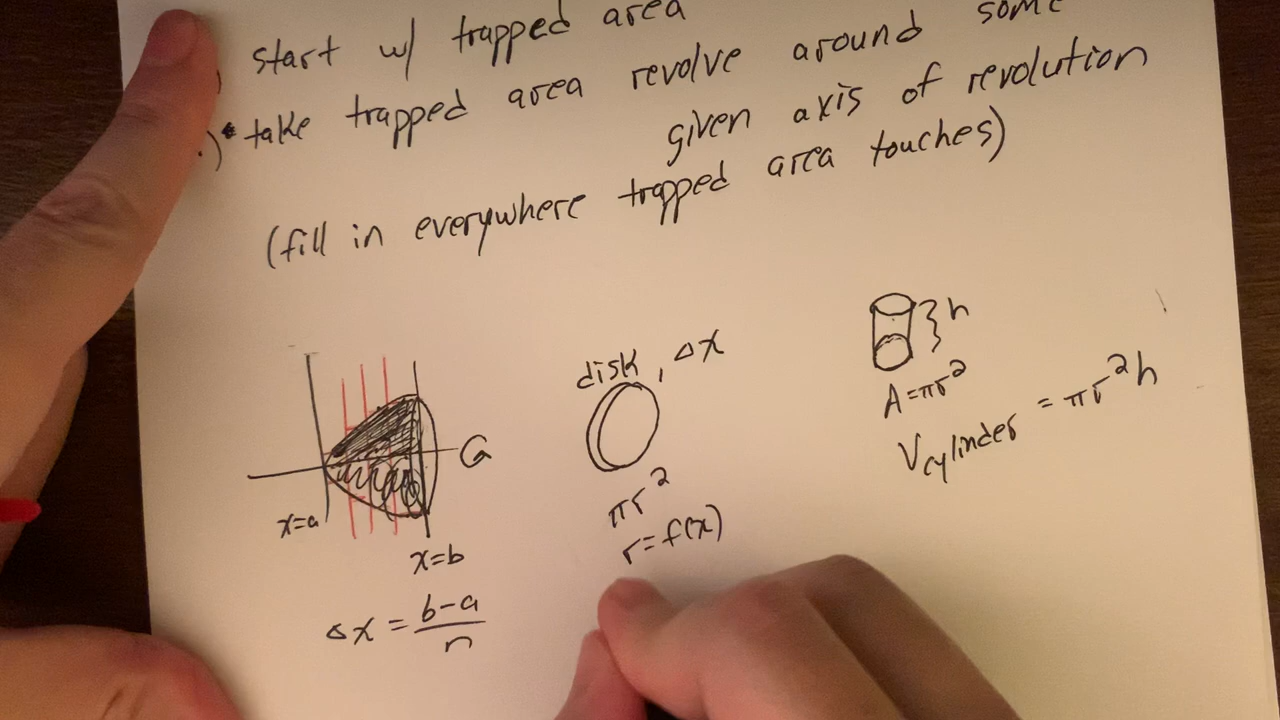 start w/ trapped area
.) * take trapped area revolve around some
given axis of revolution
(fill in everywhere trapped area touches)
disk, Δx
h
A=πr²
V cylinder = πr²h
x=a
x=b
πr²
r=f(x)
Δx = b-a
n